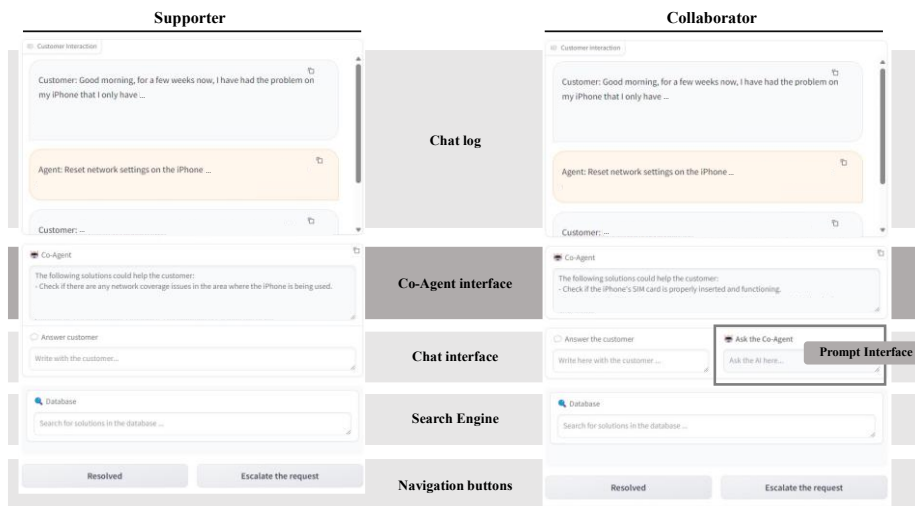 Supporter
Customer Interaction
Customer: Good morning, for a few weeks now, I have had the problem on
my iPhone that I only have ...
Agent: Reset network settings on the iPhone ...
Customer: ...
Co-Agent
The following solutions could help the customer:
- Check if there are any network coverage issues in the area where the iPhone is being used.
Answer customer
Write with the customer...
Database
Search for solutions in the database ...
Resolved
Escalate the request
Chat log
Co-Agent interface
Chat interface
Search Engine
Navigation buttons
Collaborator
Customer Interaction
Customer: Good morning, for a few weeks now, I have had the problem on
my iPhone that I only have ...
Agent: Reset network settings on the iPhone ...
Customer: ...
Co-Agent
The following solutions could help the customer:
- Check if the iPhone's SIM card is properly inserted and functioning.
Answer the customer
Write here with the customer ...
Ask the Co-Agent
Ask the AI here...
Prompt Interface
Database
Search for solutions in the database ...
Resolved
Escalate the request